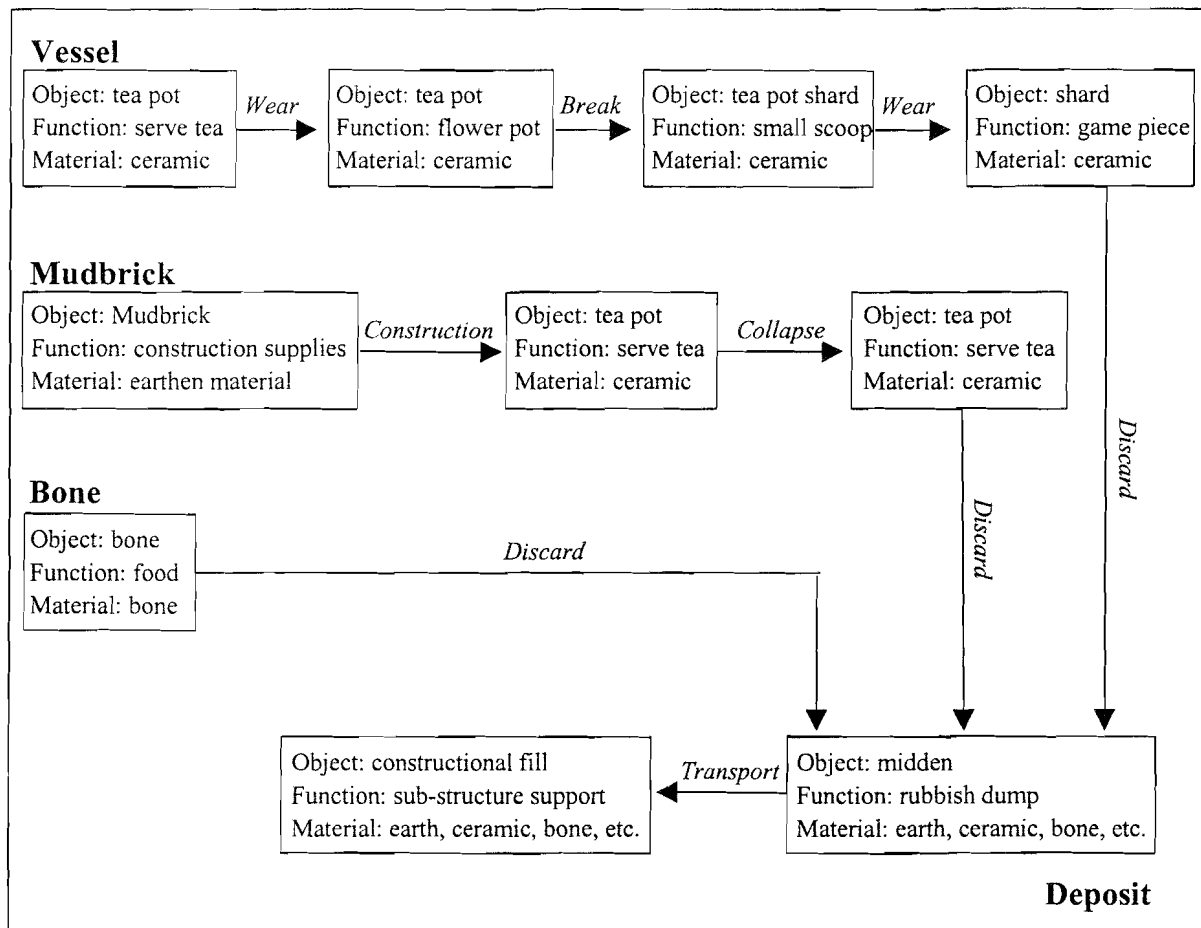 Vessel
Object: tea pot
Function: serve tea
Material: ceramic
Wear
Object: tea pot
Function: flower pot
Material: ceramic
Break
Object: tea pot shard
Function: small scoop
Material: ceramic
Wear
Object: shard
Function: game piece
Material: ceramic
Mudbrick
Object: Mudbrick
Function: construction supplies
Material: earthen material
Construction
Object: tea pot
Function: serve tea
Material: ceramic
Collapse
Object: tea pot
Function: serve tea
Material: ceramic
Discard
Discard
Bone
Object: bone
Function: food
Material: bone
Discard
Object: constructional fill
Function: sub-structure support
Material: earth, ceramic, bone, etc.
Transport
Object: midden
Function: rubbish dump
Material: earth, ceramic, bone, etc.
Deposit